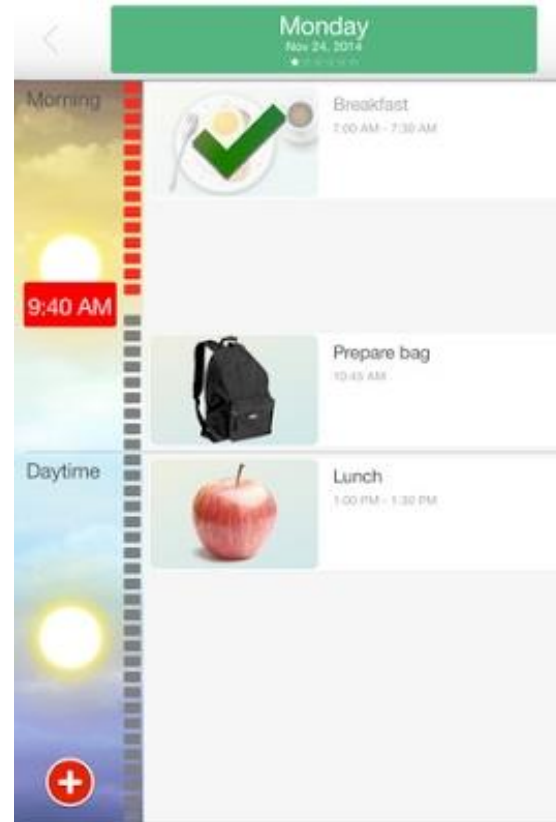 Monday
Nov 24, 2014
Morning
Breakfast
7:00 AM - 7:30 AM
9:40 AM
Prepare bag
10:45 AM
Daytime
Lunch
1:00 PM - 1:30 PM